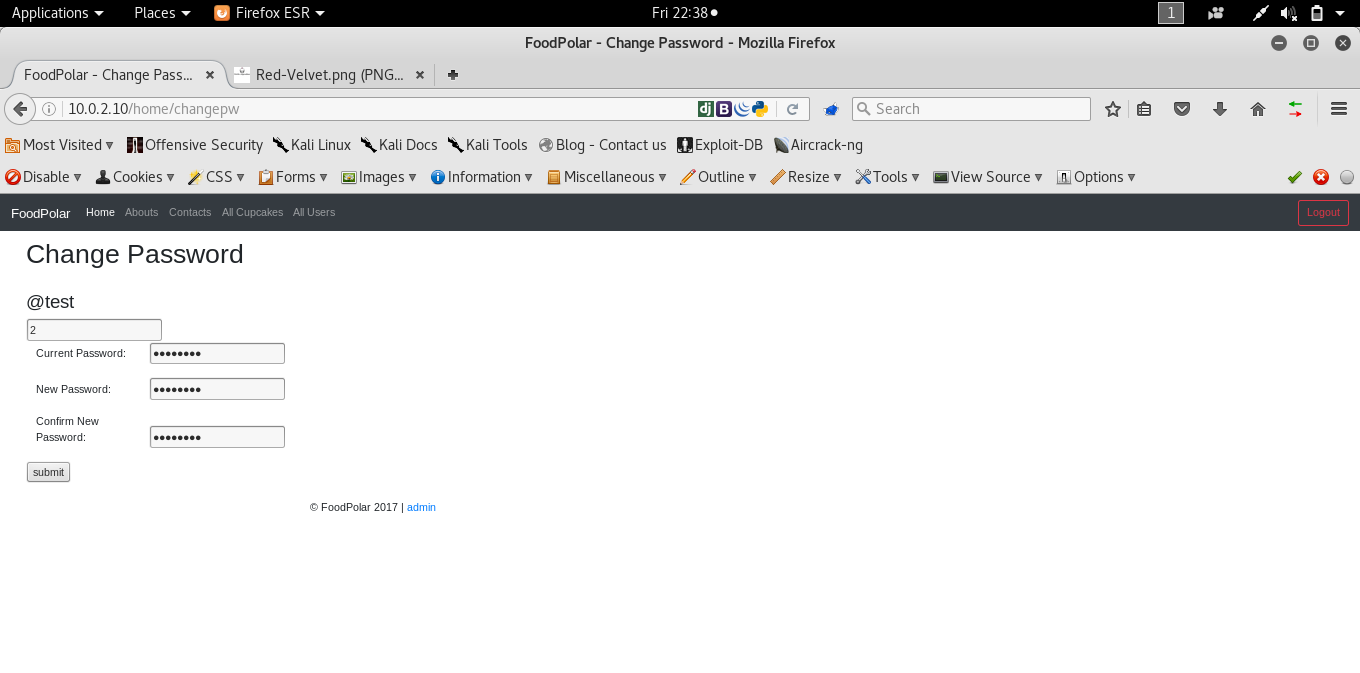 Applications Places Firefox ESR Fri 22:38 1
FoodPolar - Change Password - Mozilla Firefox
FoodPolar - Change Pass... Red-Velvet.png (PNG...
10.0.2.10/home/changepw Search
Most Visited Offensive Security Kali Linux Kali Docs Kali Tools Blog - Contact us Exploit-DB Aircrack-ng
Disable Cookies CSS Forms Images Information Miscellaneous Outline Resize Tools View Source Options
FoodPolar Home Abouts Contacts All Cupcakes All Users Logout
Change Password
@test
2
Current Password: ••••••••
New Password: ••••••••
Confirm New
Password: ••••••••
submit
© FoodPolar 2017 | admin